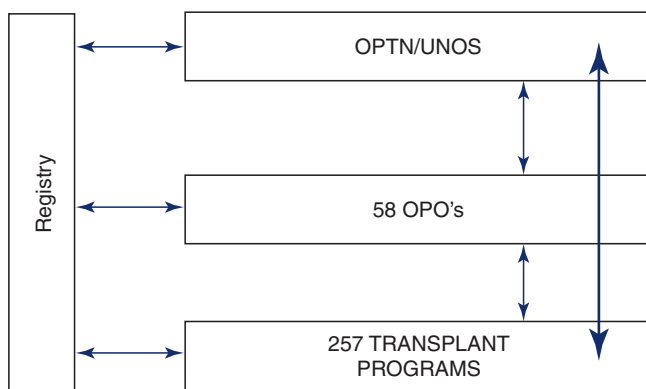 Registry
OPTN/UNOS
58 OPO's
257 TRANSPLANT
PROGRAMS